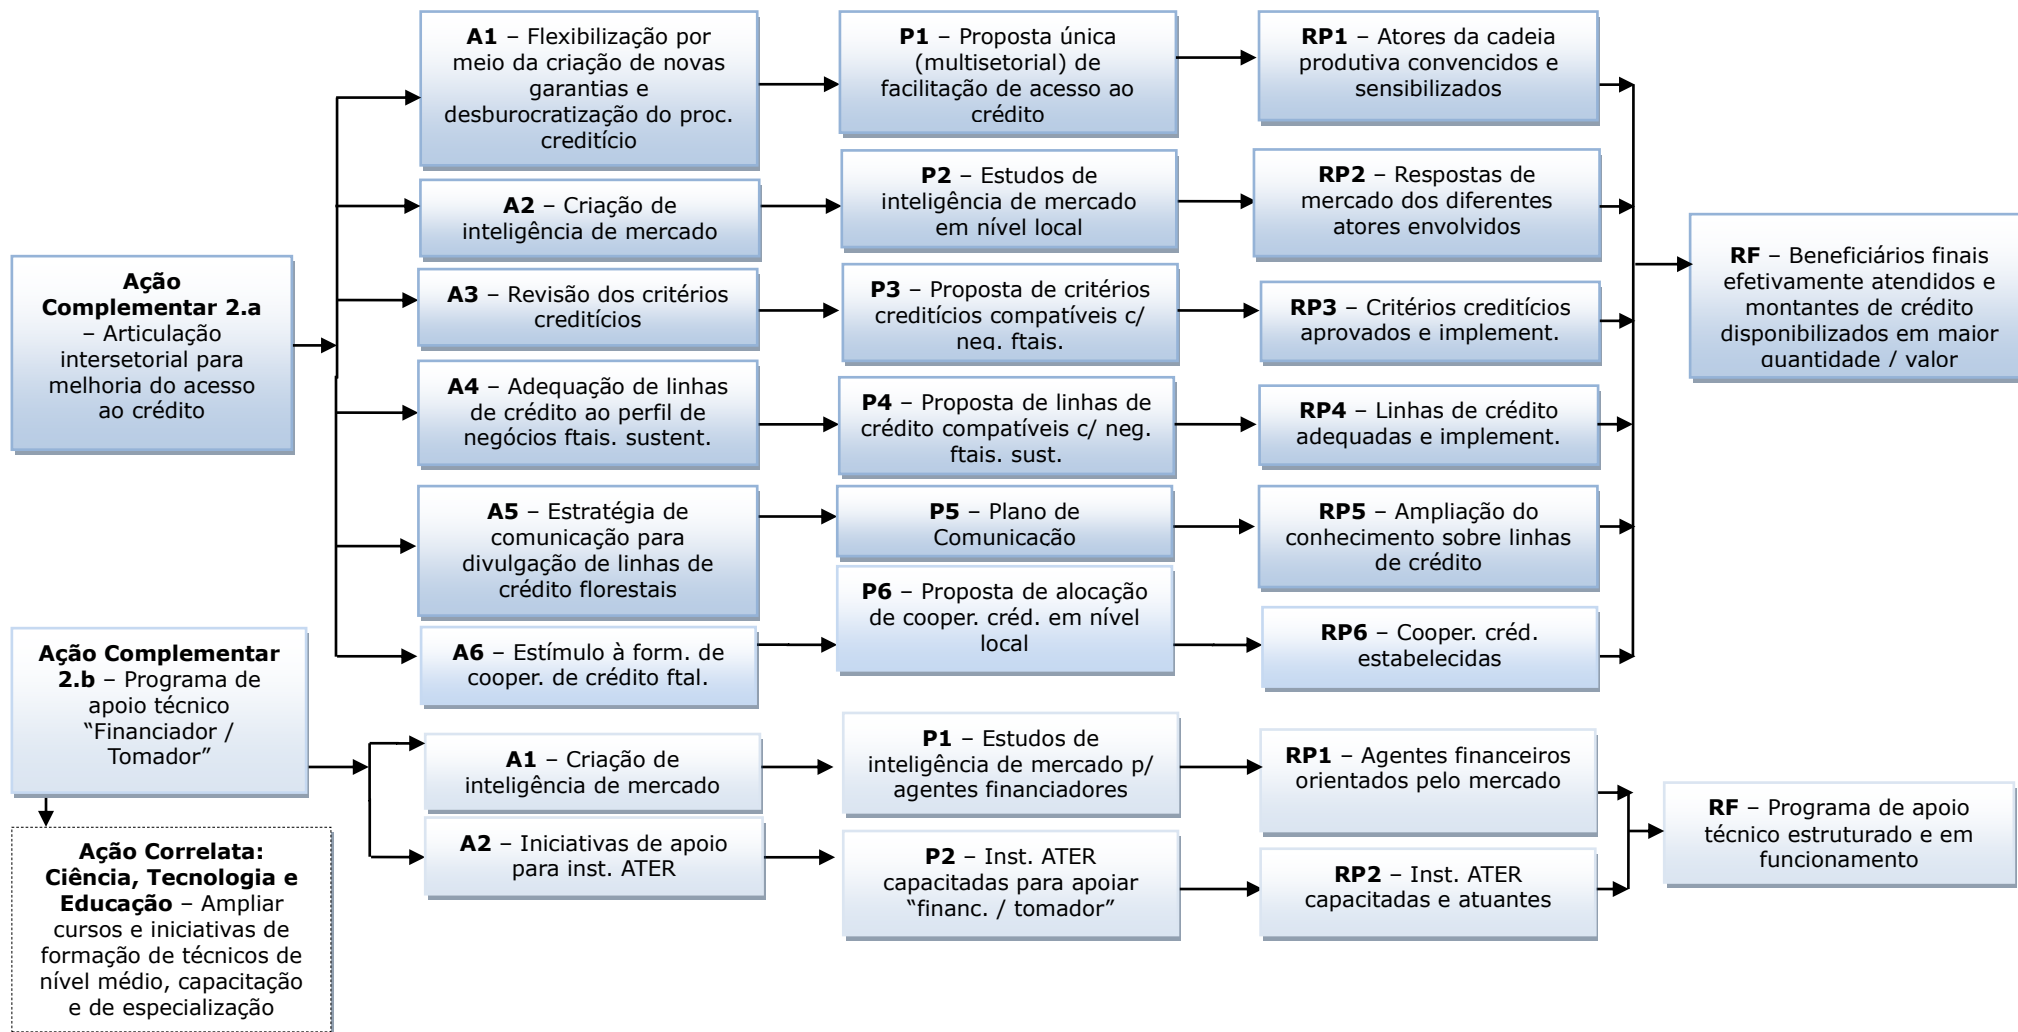 A1 – Flexibilização por
meio da criação de novas
garantias e
desburocratização do proc.
creditício
P1 – Proposta única
(multisetorial) de
facilitação de acesso ao
crédito
RP1 – Atores da cadeia
produtiva convencidos e
sensibilizados
A2 – Criação de
inteligência de mercado
P2 – Estudos de
inteligência de mercado
em nível local
RP2 – Respostas de
mercado dos diferentes
atores envolvidos
Ação
Complementar 2.a
– Articulação
intersetorial para
melhoria do acesso
ao crédito
A3 – Revisão dos critérios
creditícios
P3 – Proposta de critérios
creditícios compatíveis c/
neg. ftais.
RP3 – Critérios creditícios
aprovados e implement.
RF – Beneficiários finais
efetivamente atendidos e
montantes de crédito
disponibilizados em maior
quantidade / valor
A4 – Adequação de linhas
de crédito ao perfil de
negócios ftais. sustent.
P4 – Proposta de linhas de
crédito compatíveis c/ neg.
ftais. sust.
RP4 – Linhas de crédito
adequadas e implement.
A5 – Estratégia de
comunicação para
divulgação de linhas de
crédito florestais
P5 – Plano de
Comunicação
RP5 – Ampliação do
conhecimento sobre linhas
de crédito
A6 – Estímulo à form. de
cooper. de crédito ftal.
P6 – Proposta de alocação
de cooper. créd. em nível
local
RP6 – Cooper. créd.
estabelecidas
Ação Complementar
2.b – Programa de
apoio técnico
“Financiador /
Tomador”
A1 – Criação de
inteligência de mercado
P1 – Estudos de
inteligência de mercado p/
agentes financiadores
RP1 – Agentes financeiros
orientados pelo mercado
RF – Programa de apoio
técnico estruturado e em
funcionamento
A2 – Iniciativas de apoio
para inst. ATER
P2 – Inst. ATER
capacitadas para apoiar
“financ. / tomador”
RP2 – Inst. ATER
capacitadas e atuantes
Ação Correlata:
Ciência, Tecnologia e
Educação – Ampliar
cursos e iniciativas de
formação de técnicos de
nível médio, capacitação
e de especialização